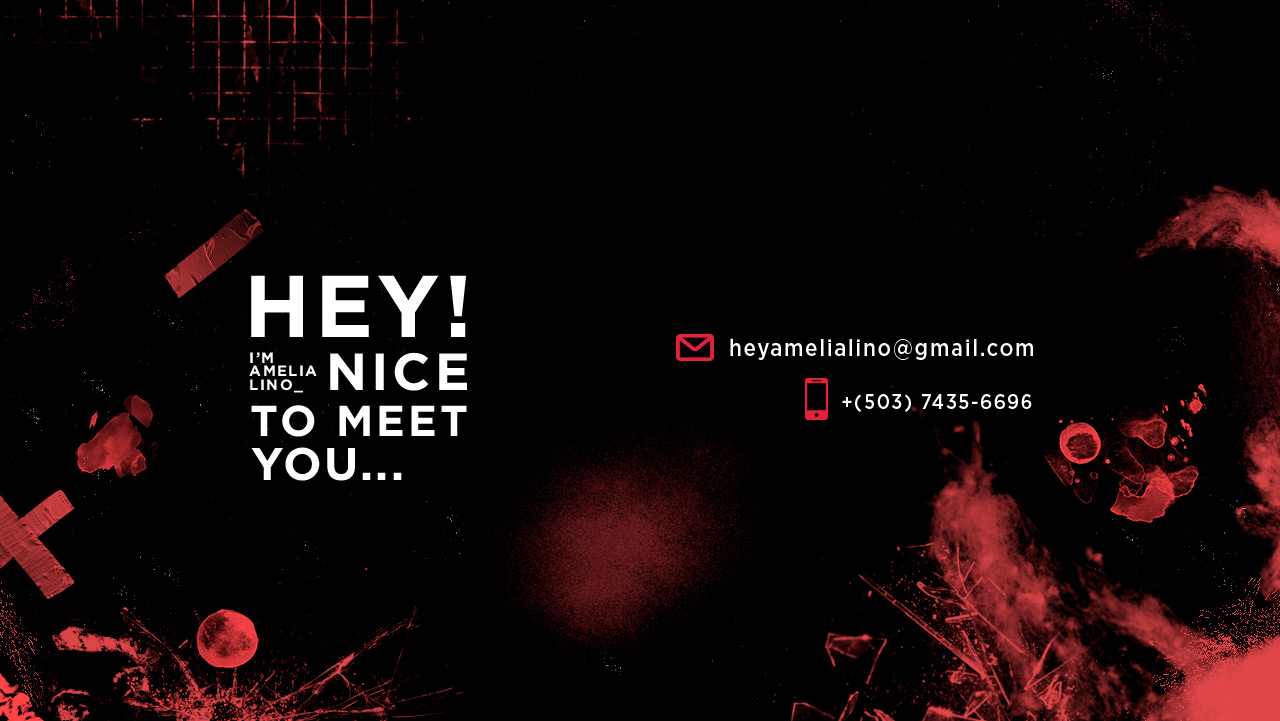 HEY!
I'M
AMELIA
LINO_
NICE
TO MEET
YOU...
heyamelialino@gmail.com
+(503) 7435-6696